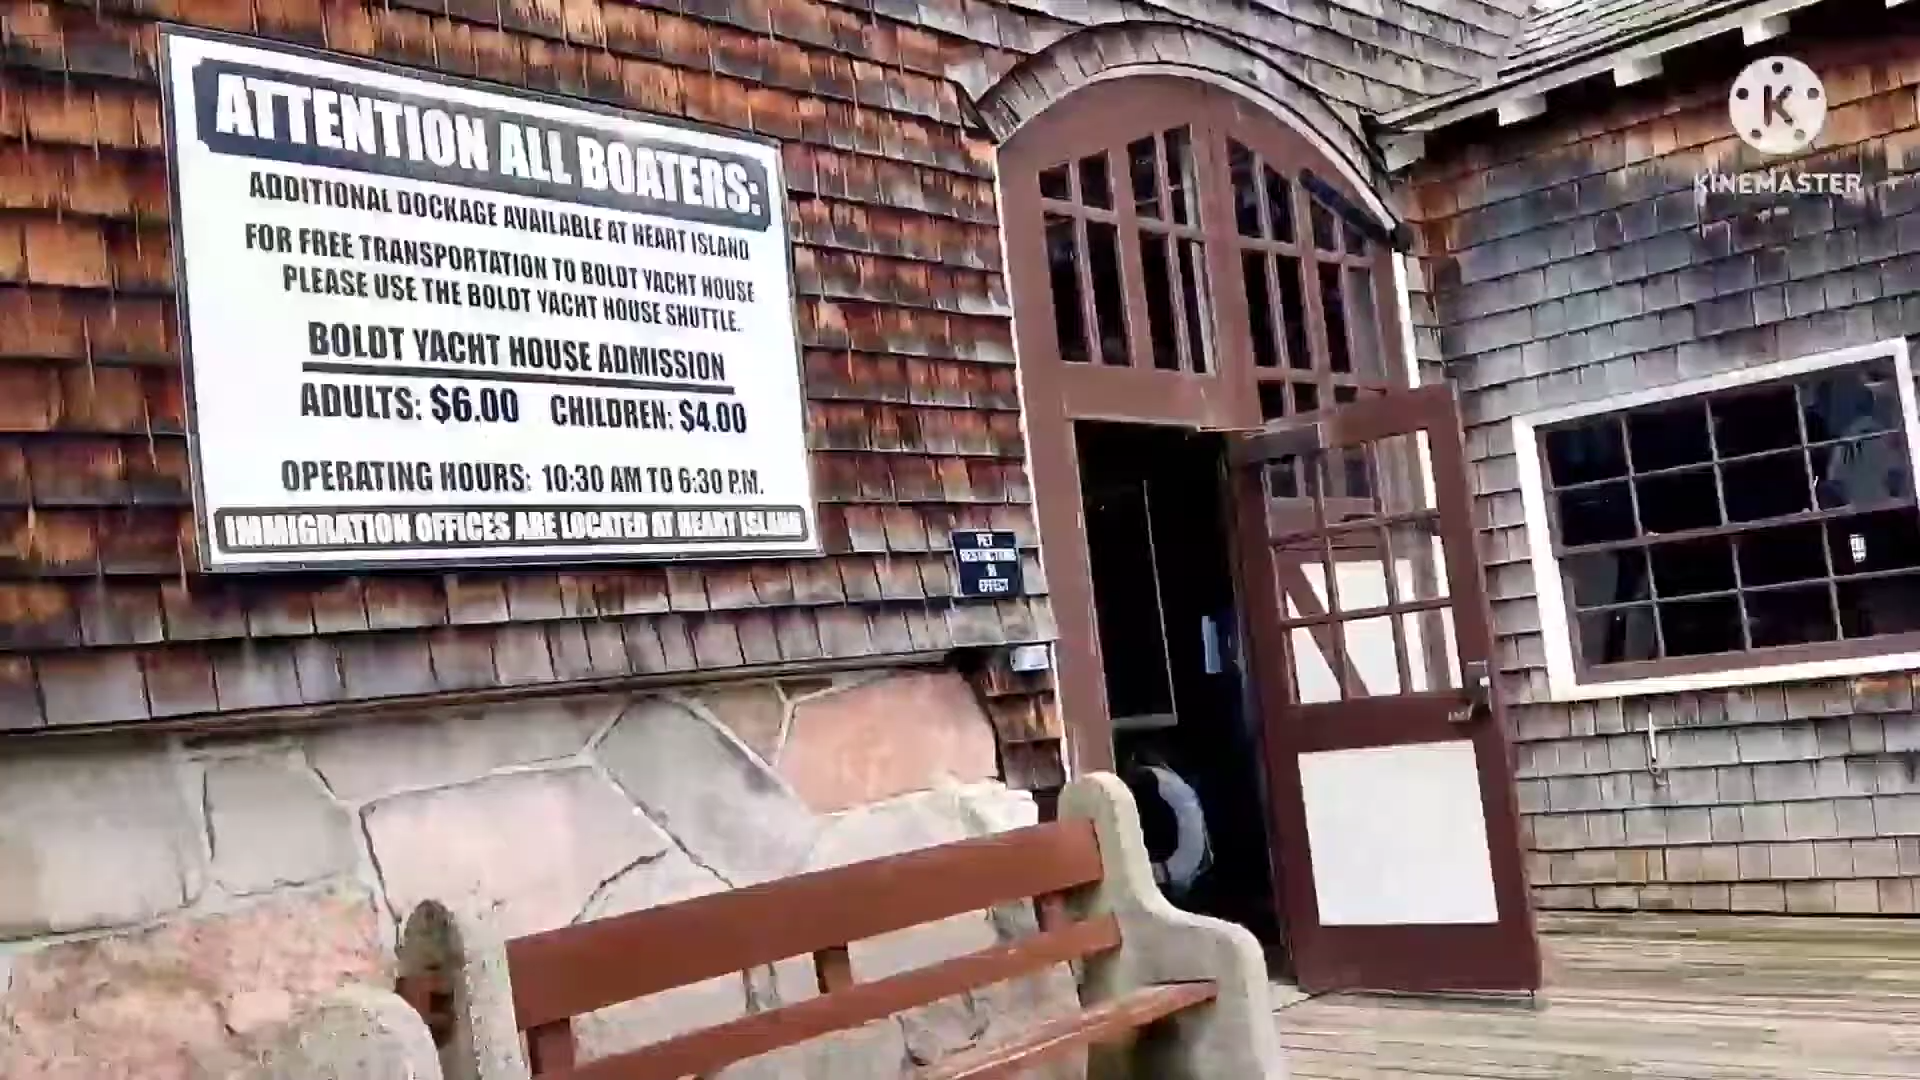 ATTENTION ALL BOATERS:
ADDITIONAL DOCKAGE AVAILABLE AT HEART ISLAND
FOR FREE TRANSPORTATION TO BOLDT YACHT HOUSE
PLEASE USE THE BOLDT YACHT HOUSE SHUTTLE.
BOLDT YACHT HOUSE ADMISSION
ADULTS: $6.00 CHILDREN: $4.00
OPERATING HOURS: 10:30 AM TO 6:30 P.M.
IMMIGRATION OFFICES ARE LOCATED AT HEART ISLAND
PET
RESTRICTIONS
IN
EFFECT
K
KINEMASTER